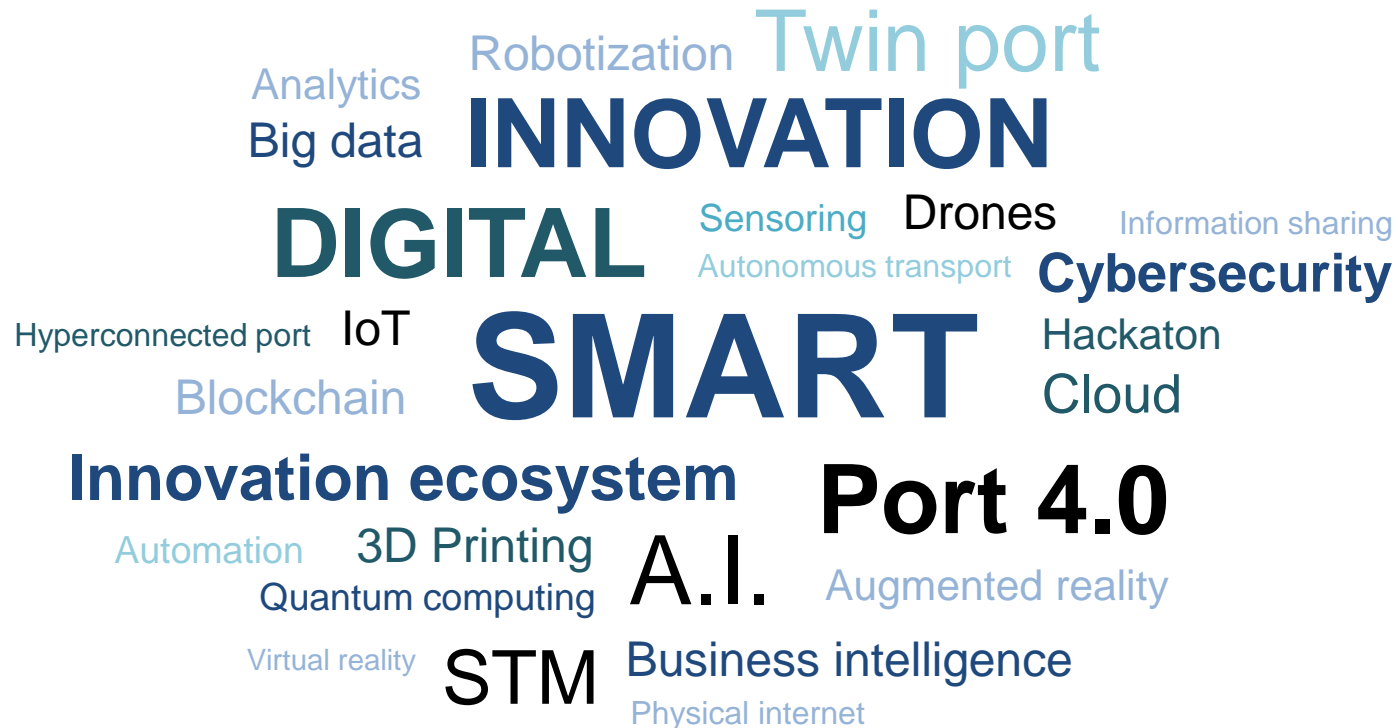 Robotization
Twin port
Analytics
INNOVATION
Big data
DIGITAL
Sensoring
Drones
Information sharing
Autonomous transport
Cybersecurity
Hyperconnected port
IoT
SMART
Hackaton
Blockchain
Cloud
Innovation ecosystem
Port 4.0
Automation
3D Printing
A.I.
Augmented reality
Quantum computing
Virtual reality
STM
Business intelligence
Physical internet